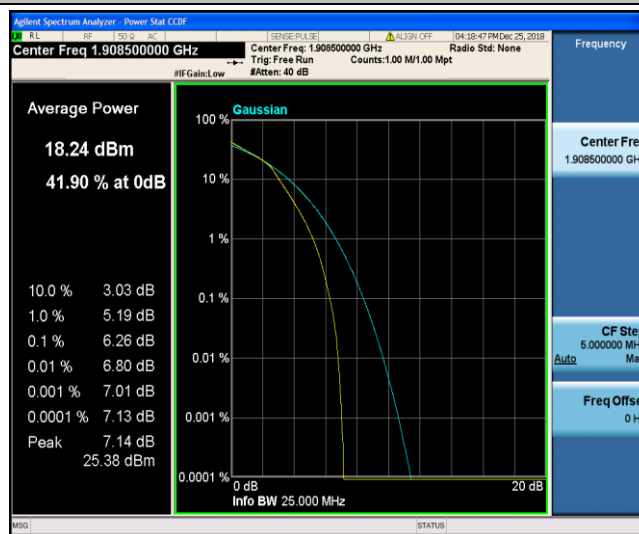 Agilent Spectrum Analyzer - Power Stat CCDF
RL RF 50 Ω AC SENSE:PULSE ALIGN OFF 04:18:47 PM Dec 25, 2018
Center Freq 1.908500000 GHz
Center Freq: 1.908500000 GHz Radio Std: None
Trig: Free Run Counts:1.00 M/1.00 Mpt
#IFGain:Low #Atten: 40 dB
Frequency
Average Power
18.24 dBm
41.90 % at 0dB
10.0 % 3.03 dB
1.0 % 5.19 dB
0.1 % 6.26 dB
0.01 % 6.80 dB
0.001 % 7.01 dB
0.0001 % 7.13 dB
Peak 7.14 dB
25.38 dBm
Gaussian
100 %
10 %
1 %
0.1 %
0.01 %
0.001 %
0.0001 %
0 dB 20 dB
Info BW 25.000 MHz
Center Fre
1.908500000 GH
CF Ste
5.000000 MH
Auto Ma
Freq Offse
0 H
MSG STATUS